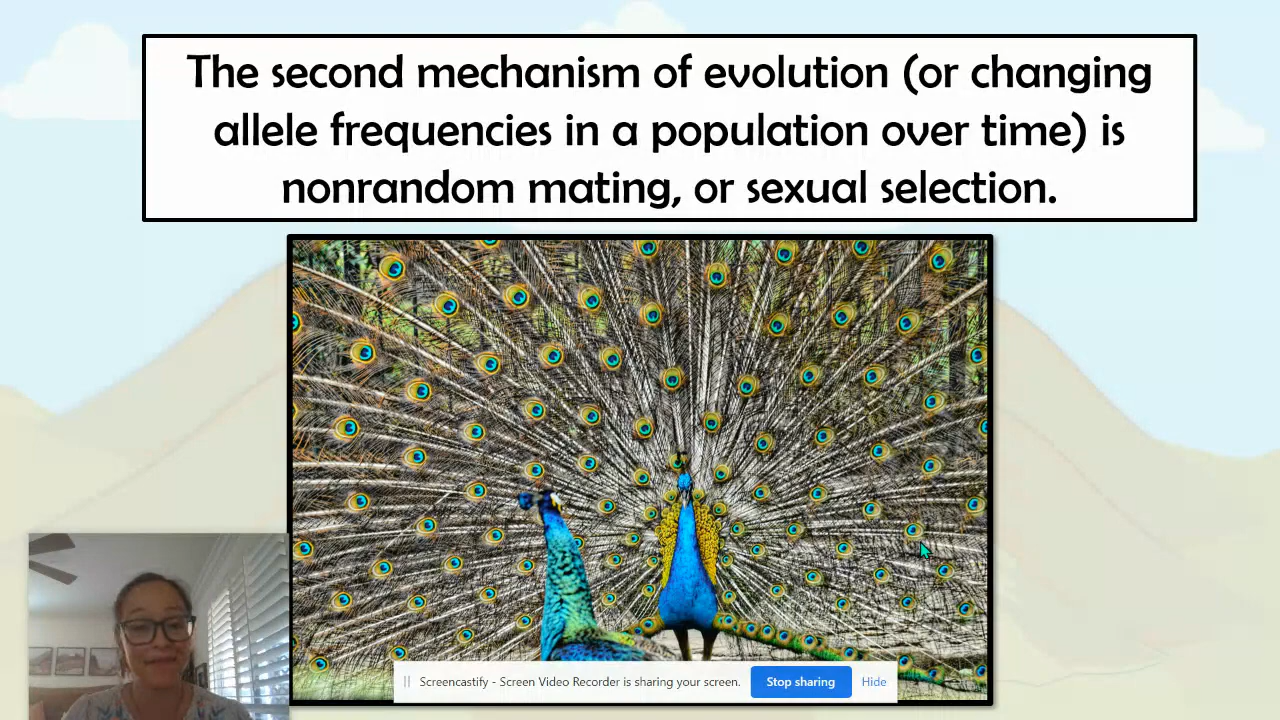 The second mechanism of evolution (or changing
allele frequencies in a population over time) is
nonrandom mating, or sexual selection.
Screencastify - Screen Video Recorder is sharing your screen. Stop sharing Hide